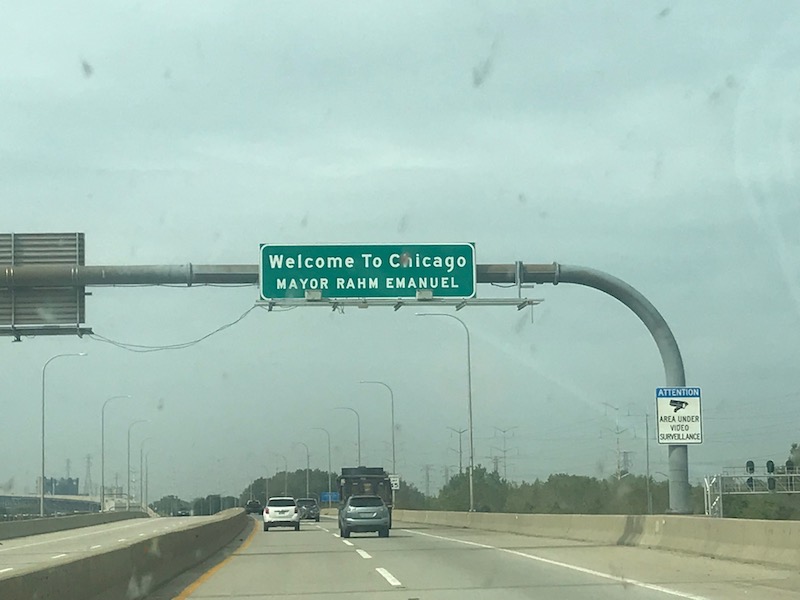 Welcome To Chicago
MAYOR RAHM EMANUEL
ATTENTION
AREA UNDER
VIDEO
SURVEILLANCE